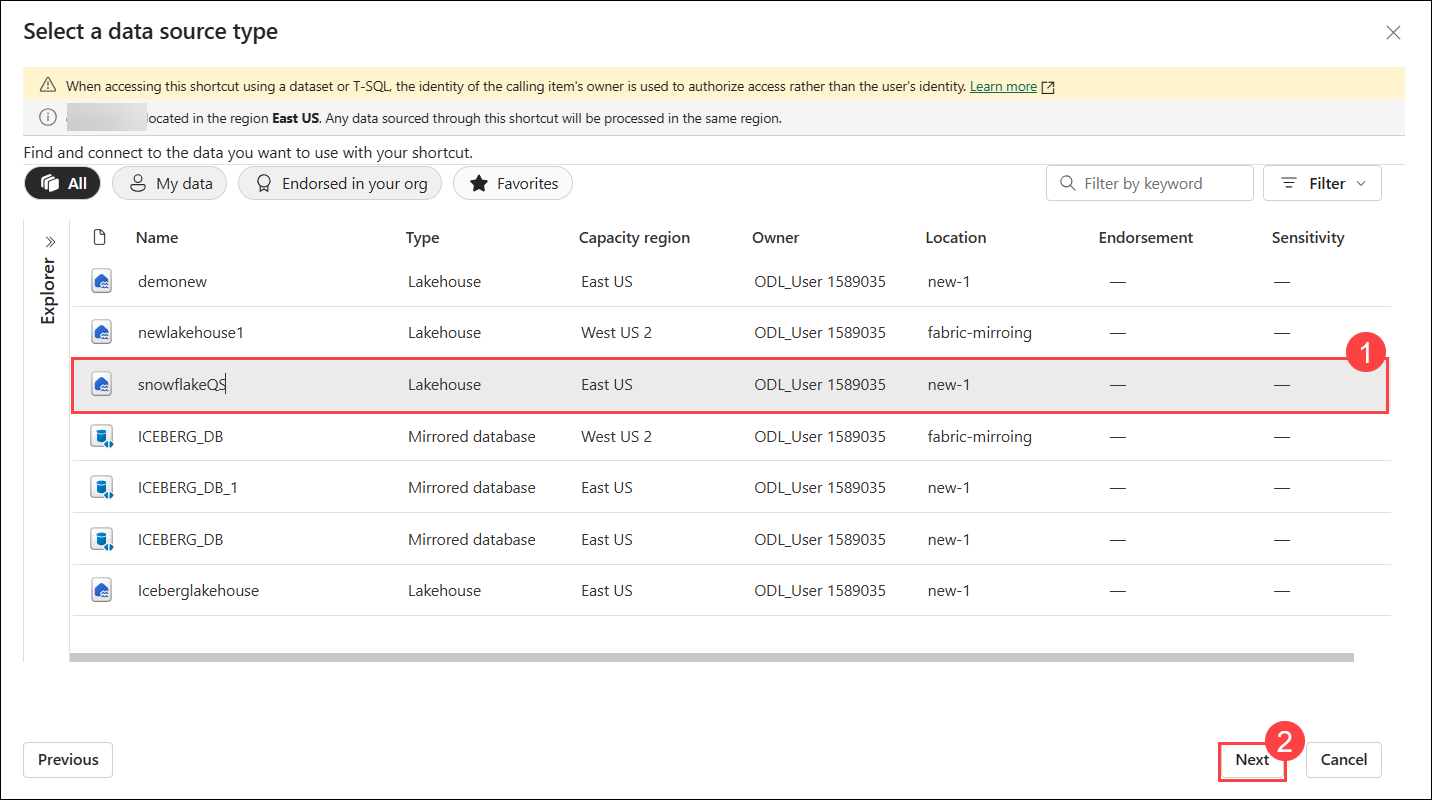 Select a data source type
When accessing this shortcut using a dataset or T-SQL, the identity of the calling item's owner is used to authorize access rather than the user's identity. Learn more
located in the region East US. Any data sourced through this shortcut will be processed in the same region.
Find and connect to the data you want to use with your shortcut.
All My data Endorsed in your org Favorites Filter by keyword Filter
Explorer
Name Type Capacity region Owner Location Endorsement Sensitivity
demonew Lakehouse East US ODL_User 1589035 new-1 — —
newlakehouse1 Lakehouse West US 2 ODL_User 1589035 fabric-mirroing — —
1
snowflakeQS Lakehouse East US ODL_User 1589035 new-1 — —
ICEBERG_DB Mirrored database West US 2 ODL_User 1589035 fabric-mirroing — —
ICEBERG_DB_1 Mirrored database East US ODL_User 1589035 new-1 — —
ICEBERG_DB Mirrored database East US ODL_User 1589035 new-1 — —
Iceberglakehouse Lakehouse East US ODL_User 1589035 new-1 — —
2
Previous Next Cancel